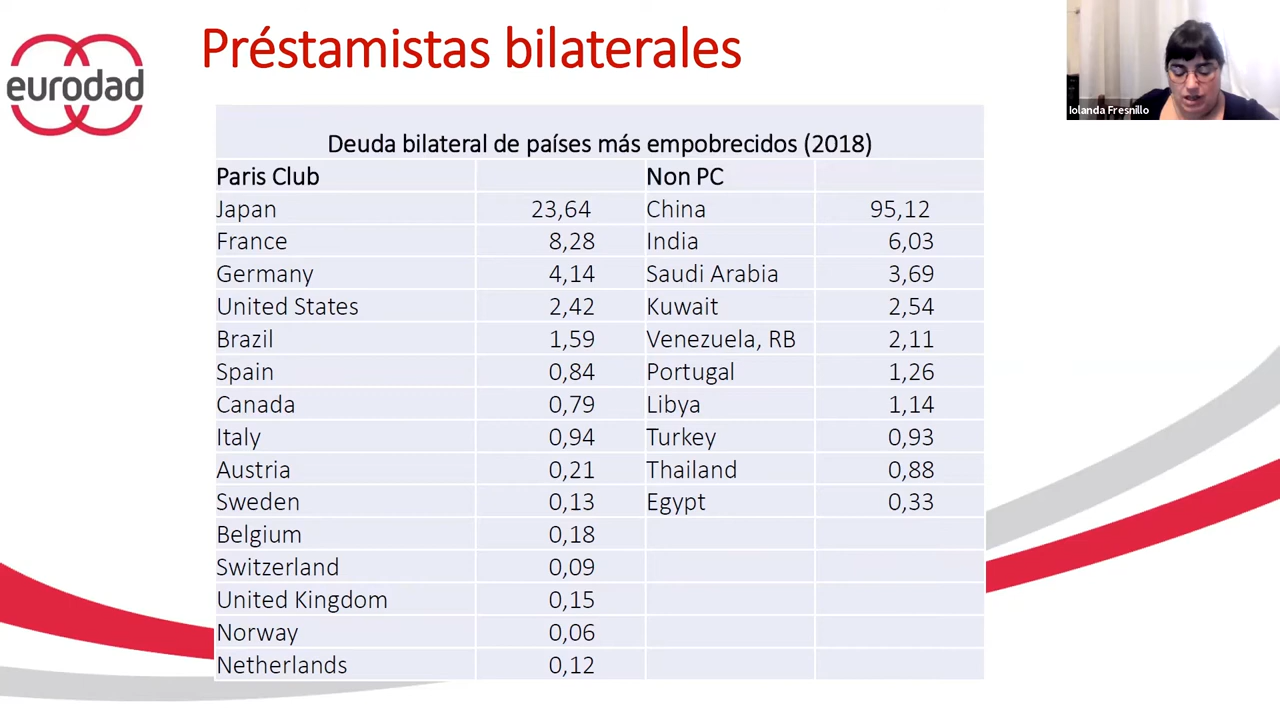 Préstamistas bilaterales
eurodad
Iolanda Fresnillo
Deuda bilateral de países más empobrecidos (2018)
Paris Club Non PC
Japan 23,64 China 95,12
France 8,28 India 6,03
Germany 4,14 Saudi Arabia 3,69
United States 2,42 Kuwait 2,54
Brazil 1,59 Venezuela, RB 2,11
Spain 0,84 Portugal 1,26
Canada 0,79 Libya 1,14
Italy 0,94 Turkey 0,93
Austria 0,21 Thailand 0,88
Sweden 0,13 Egypt 0,33
Belgium 0,18
Switzerland 0,09
United Kingdom 0,15
Norway 0,06
Netherlands 0,12